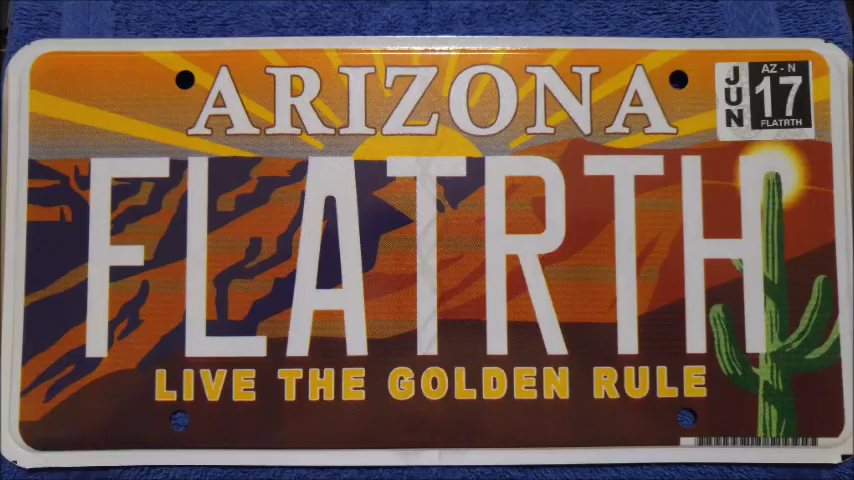 ARIZONA
JUN
AZ - N
17
FLATRTH
FLATRTH
LIVE THE GOLDEN RULE